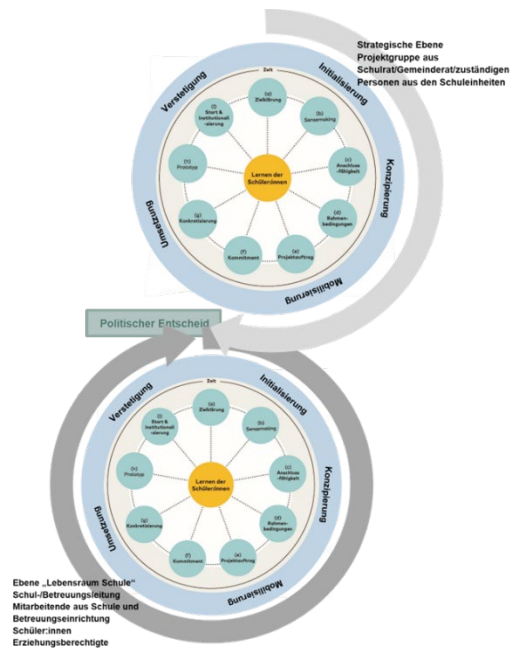 Strategische Ebene
Projektgruppe aus
Schulrat/Gemeinderat/zuständigen
Personen aus den Schuleinheiten
Verstetigung
Initialisierung
Konzipierung
Mobilisierung
Umsetzung
Zeit
(a)
Zielklärung
(b)
Sensemaking
(c)
Anschluss
-fähigkeit
(d)
Rahmen-
bedingungen
(e)
Projektauftrag
(f)
Kommitment
(g)
Konkretisierung
(h)
Prototyp
(i)
Start &
Institutionali
-sierung
Lernen der
Schüler:innen
Politischer Entscheid
Verstetigung
Initialisierung
Konzipierung
Mobilisierung
Umsetzung
Zeit
(a)
Zielklärung
(b)
Sensemaking
(c)
Anschluss
-fähigkeit
(d)
Rahmen-
bedingungen
(e)
Projektauftrag
(f)
Kommitment
(g)
Konkretisierung
(h)
Prototyp
(i)
Start &
Institutionali
-sierung
Lernen der
Schüler:innen
Ebene „Lebensraum Schule"
Schul-/Betreuungsleitung
Mitarbeitende aus Schule und
Betreuungseinrichtung
Schüler:innen
Erziehungsberechtigte